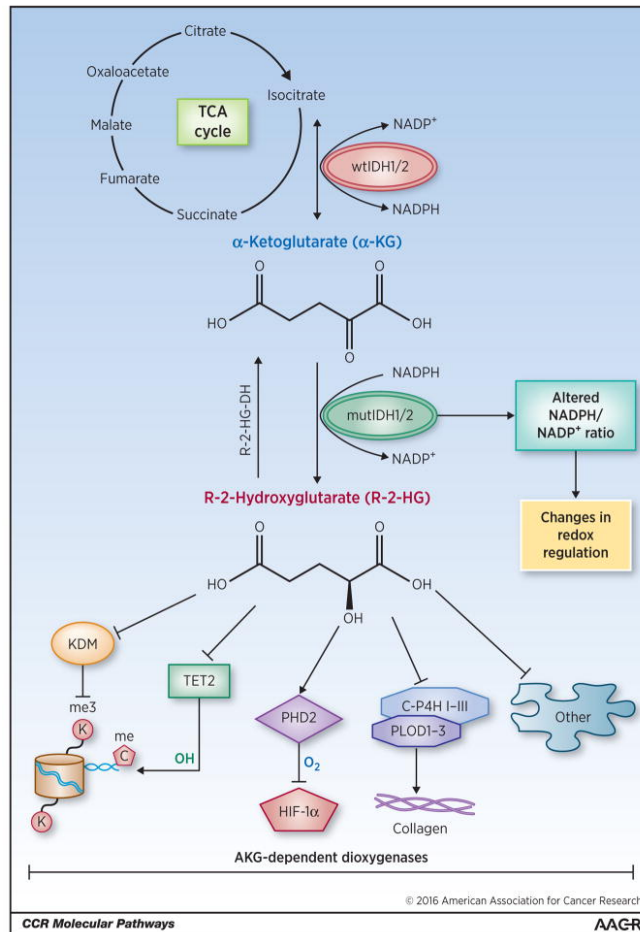 Citrate
Oxaloacetate
Isocitrate
TCA
cycle
Malate
Fumarate
Succinate
NADP+
wtIDH1/2
NADPH
α-Ketoglutarate (α-KG)
O
O
HO
OH
O
R-2-HG-DH
NADPH
mutIDH1/2
NADP+
Altered
NADPH/
NADP+ ratio
R-2-Hydroxyglutarate (R-2-HG)
Changes in
redox
regulation
O
O
HO
OH
OH
KDM
TET2
me3
K
me
C
OH
K
PHD2
O2
HIF-1α
C-P4H I–III
PLOD1–3
Collagen
Other
AKG-dependent dioxygenases
© 2016 American Association for Cancer Research
CCR Molecular Pathways
AACR